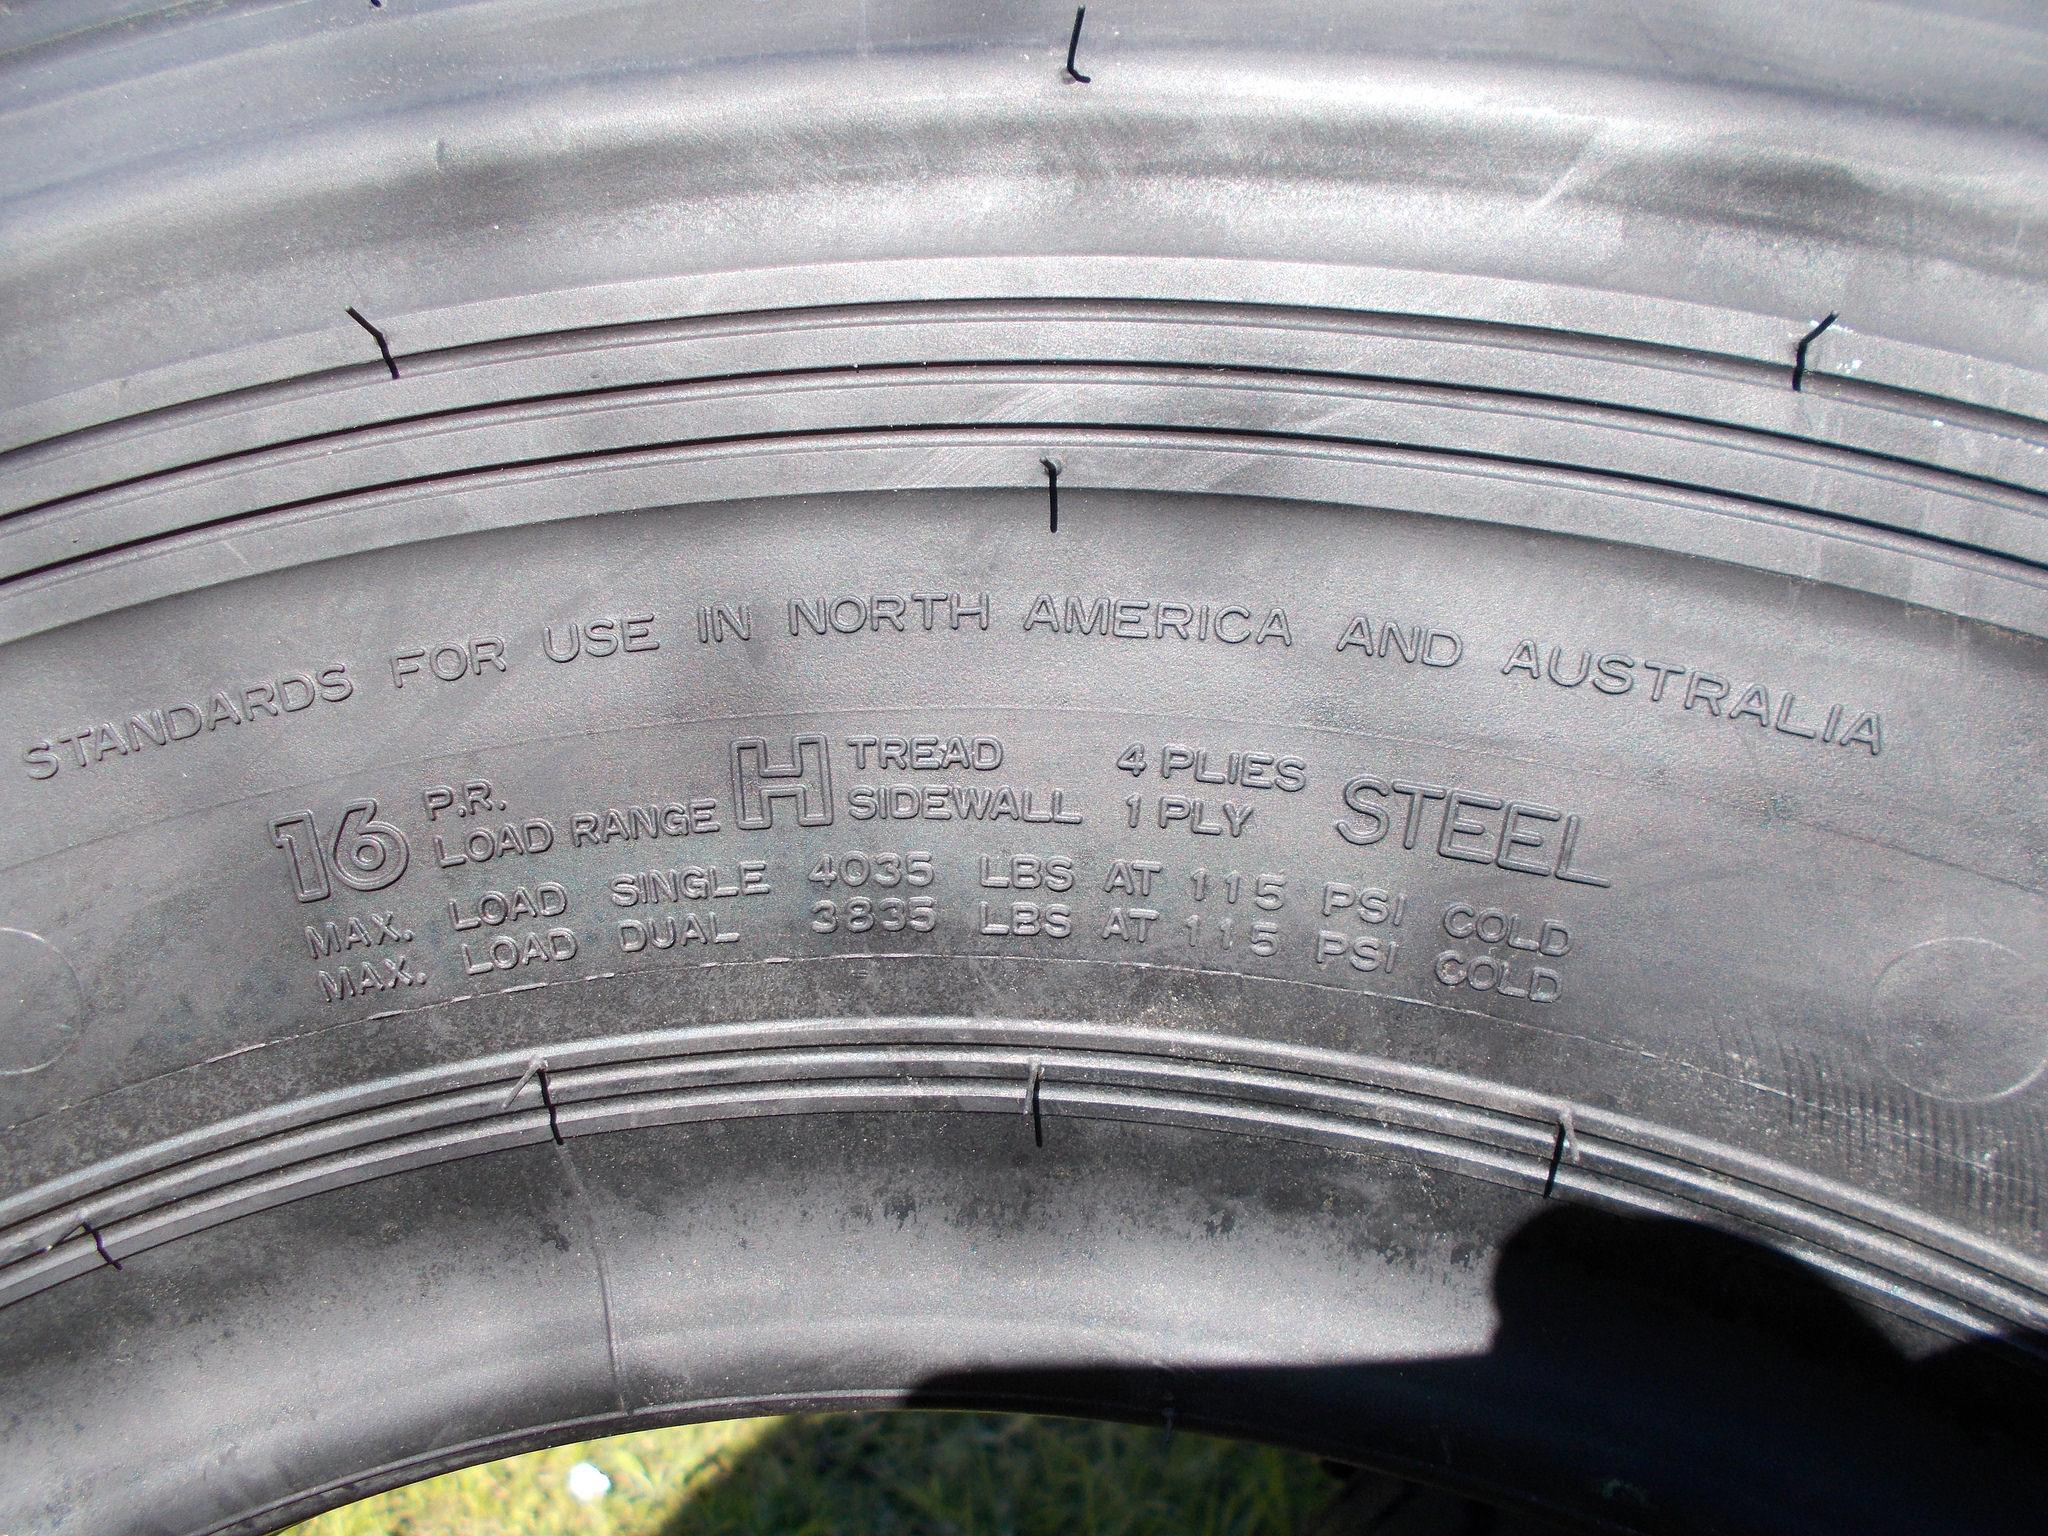 STANDARDS FOR USE IN NORTH AMERICA AND AUSTRALIA
16 P.R. LOAD RANGE H TREAD 4 PLIES STEEL
SIDEWALL 1 PLY
MAX. LOAD SINGLE 4035 LBS AT 115 PSI COLD
MAX. LOAD DUAL 3835 LBS AT 115 PSI COLD